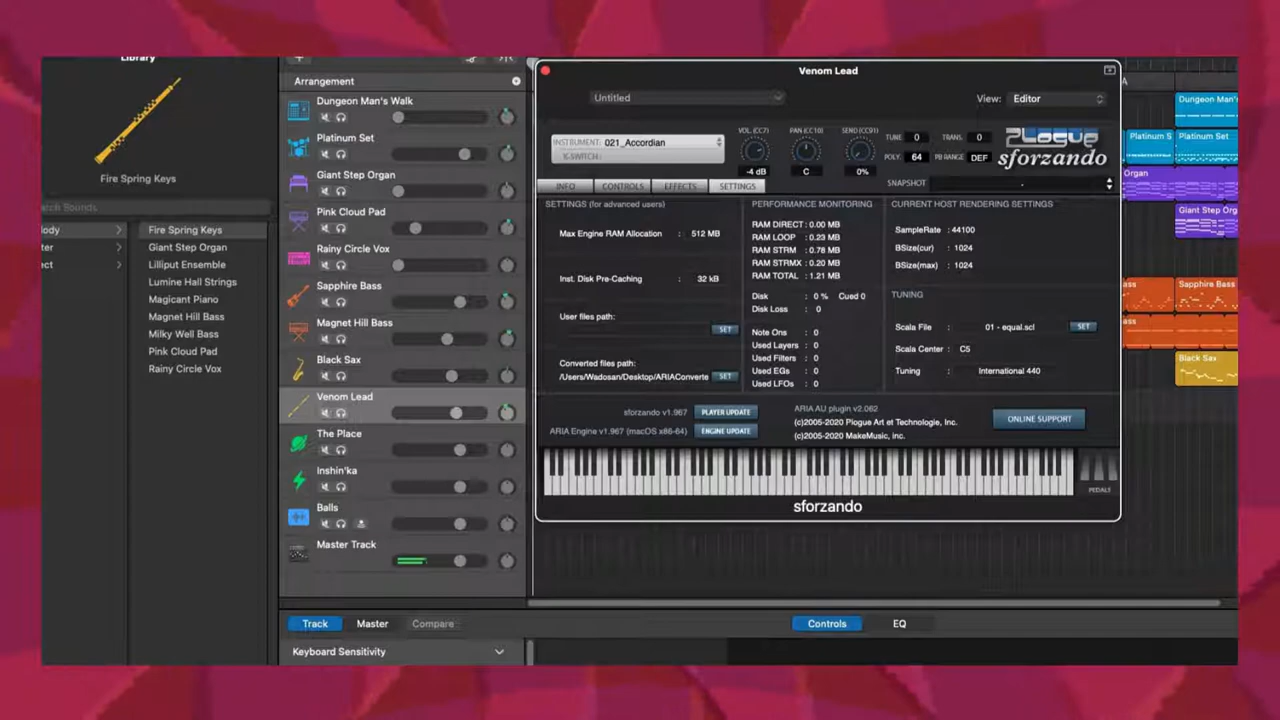 Library
Fire Spring Keys
Fire Spring Keys
Giant Step Organ
Lilliput Ensemble
Lumine Hall Strings
Magicant Piano
Magnet Hill Bass
Milky Well Bass
Pink Cloud Pad
Rainy Circle Vox
Arrangement
Dungeon Man's Walk
Platinum Set
Giant Step Organ
Pink Cloud Pad
Rainy Circle Vox
Sapphire Bass
Magnet Hill Bass
Black Sax
Venom Lead
The Place
Inshin'ka
Balls
Master Track
Track Master Compare
Keyboard Sensitivity
Controls EQ
Venom Lead
Untitled
View: Editor
INSTRUMENT: 021_Accordian
K-SWITCH:
VOL (CC7) PAN (CC10) SEND (CC91)
-4 dB C 0%
TUNE 0 TRANS. 0
POLY. 64 PB RANGE DEF
PLOGUE
sforzando
SNAPSHOT -
INFO CONTROLS EFFECTS SETTINGS
SETTINGS (for advanced users)
Max Engine RAM Allocation : 512 MB
Inst. Disk Pre-Caching : 32 kB
User files path:
SET
Converted files path:
/Users/Wadosan/Desktop/ARIAConverte SET
PERFORMANCE MONITORING
RAM DIRECT : 0.00 MB
RAM LOOP : 0.23 MB
RAM STRM : 0.78 MB
RAM STRMX : 0.20 MB
RAM TOTAL : 1.21 MB
Disk : 0 % Cued 0
Disk Loss : 0
Note Ons : 0
Used Layers : 0
Used Filters : 0
Used EGs : 0
Used LFOs : 0
CURRENT HOST RENDERING SETTINGS
SampleRate : 44100
BSize(cur) : 1024
BSize(max) : 1024
TUNING
Scala File : 01 - equal.scl SET
Scala Center : C5
Tuning : International 440
sforzando v1.967 PLAYER UPDATE
ARIA Engine v1.967 (macOS x86-64) ENGINE UPDATE
ARIA AU plugin v2.062
(c)2005-2020 Plogue Art et Technologie, Inc.
(c)2005-2020 MakeMusic, inc.
ONLINE SUPPORT
PEDALS
sforzando
A
Dungeon Man's
Platinum S Platinum Set
Organ
Giant Step Org
ass Sapphire Bass
ass
Black Sax